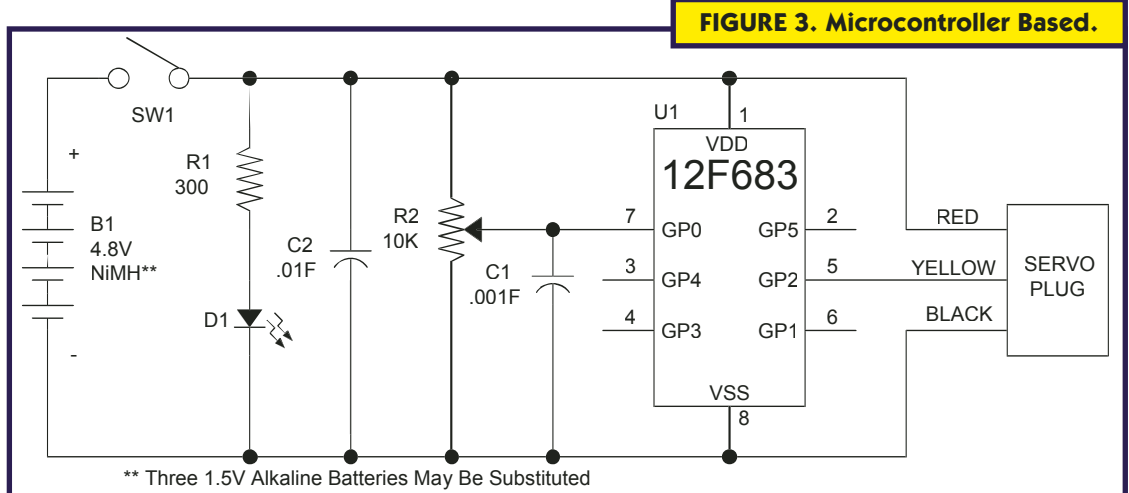 FIGURE 3. Microcontroller Based.
SW1
+
B1
4.8V
NiMH**
-
R1
300
D1
C2
.01F
R2
10K
C1
.001F
U1
1
VDD
12F683
7
GP0
GP5
2
3
GP4
GP2
5
4
GP3
GP1
6
VSS
8
RED
YELLOW
BLACK
SERVO
PLUG
** Three 1.5V Alkaline Batteries May Be Substituted